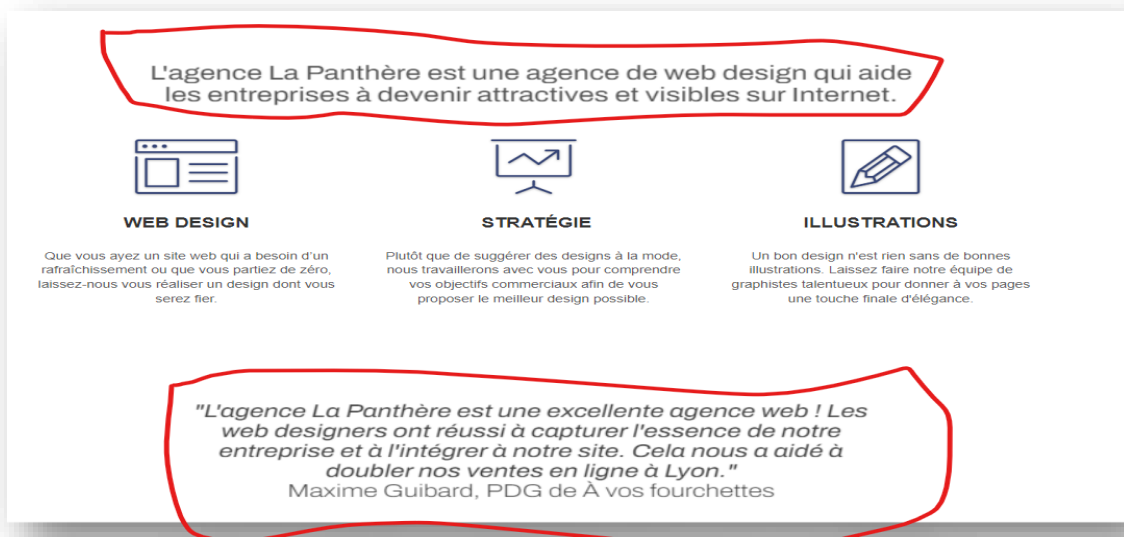 L'agence La Panthère est une agence de web design qui aide
les entreprises à devenir attractives et visibles sur Internet.
WEB DESIGN
Que vous ayez un site web qui a besoin d'un
rafraîchissement ou que vous partiez de zéro,
laissez-nous vous réaliser un design dont vous
serez fier.
STRATÉGIE
Plutôt que de suggérer des designs à la mode,
nous travaillerons avec vous pour comprendre
vos objectifs commerciaux afin de vous
proposer le meilleur design possible.
ILLUSTRATIONS
Un bon design n'est rien sans de bonnes
illustrations. Laissez faire notre équipe de
graphistes talentueux pour donner à vos pages
une touche finale d'élégance.
"L'agence La Panthère est une excellente agence web ! Les
web designers ont réussi à capturer l'essence de notre
entreprise et à l'intégrer à notre site. Cela nous a aidé à
doubler nos ventes en ligne à Lyon."
Maxime Guibard, PDG de À vos fourchettes